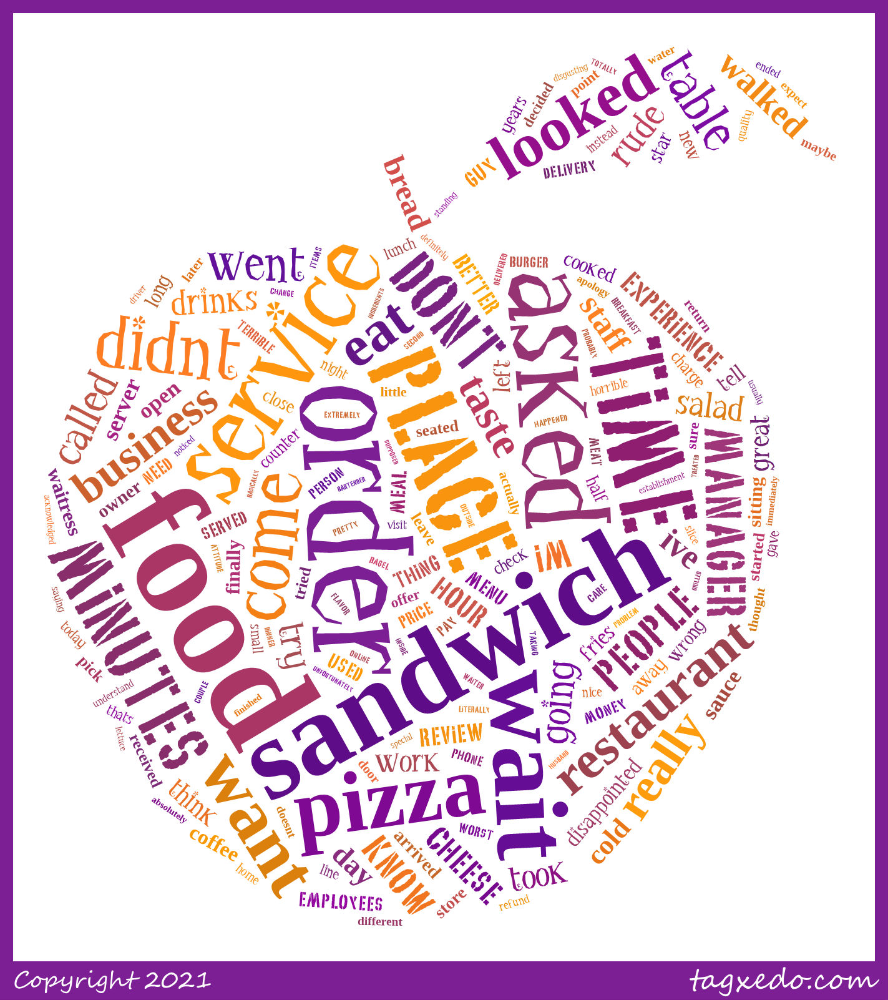 TOTALLY
water
disgusting
point
looked
table
walked
ended
expect
quality
maybe
decided
years
rude
instead
star
new
GUY
DELiVERY
standing
bread
definitely
lunch
DON'T
BETTER
DELiVERED
BURGER
cooked
apology
EXPERiENCE
BREAKFAST
return
staff
PROBABLY
asked
went
iTEMS
service
later
long
driver
drinks
CHANGE
TERRiBLE
iNGREDiENTS
eat
SECOND
didnt
night
PLACE
little
left
taste
TiME
horrible
charge
tell
usually
salad
great
called
server
open
business
close
order
EXTREMELY
seated
HAPPENED
MEAT
sure
MANAGER
TREATED
noticed
counter
NEED
owner
waitress
acknowledged
BASiCALLY
come
PERSON
BARTENDER
SUPPOSED
MEAL
actually
OUTSiDE
half
establishment
sitting
immediately
food
SERVED
PRETTY
visit
leave
slice
ive
started
gave
ATTiTUDE
finally
tried
BAGEL
THiNG
check
iM
MENU
sandwich
CARE
GRiLLED
thought
MiNUTES
saying
today
pick
FLAVOR
offer
HOUR
PRiCE
PAY
PROBLEM
PEOPLE
wrong
restaurant
small
DiNNER
try
iNSiDE
ONLiNE
USED
UNFORTUNATELY
TAKiNG
fries
away
nice
going
MONEY
sauce
understand
thats
COUPLE
finished
lettuce
received
WAiTER
wait
LiTERALLY
REViEW
special
PHONE
work
door
HUSBAND
really
disappointed
cold
want
think
absolutely
coffee
home
doesnt
pizza
WORST
CHEESE
arrived
KNOW
day
line
took
store
refund
EMPLOYEES
different
Copyright 2021
tagxedo.com